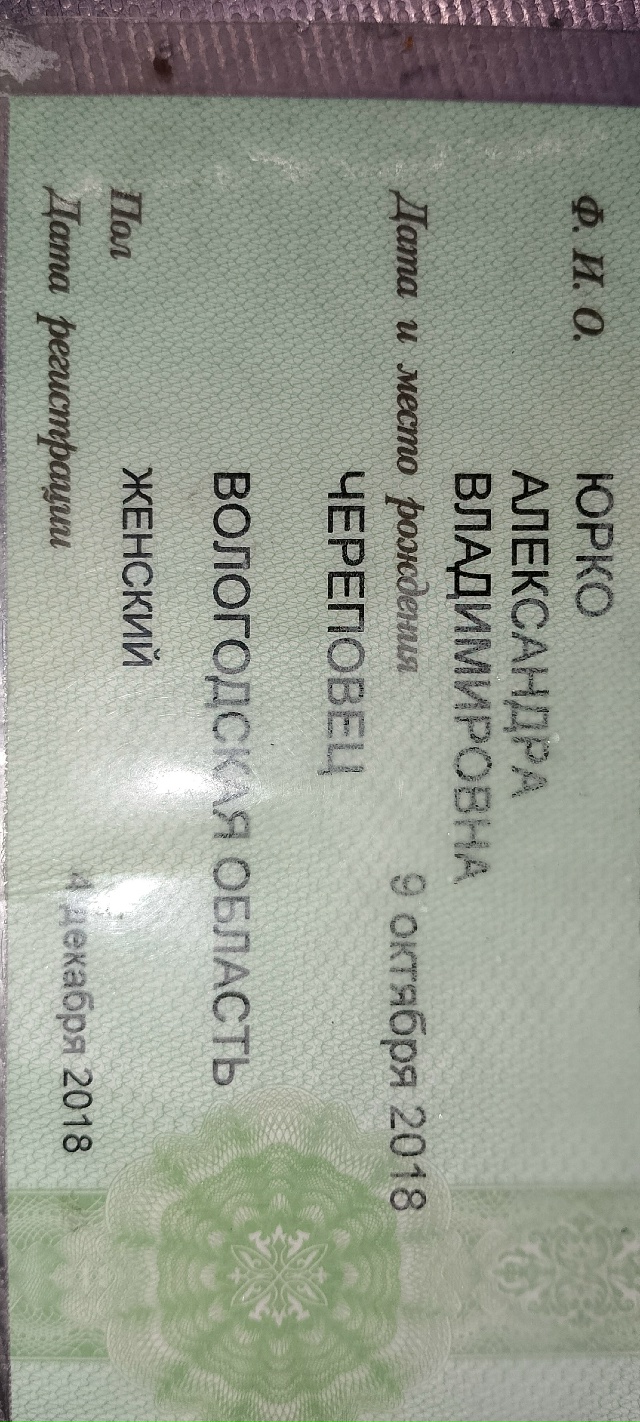 Ф. И. О. ЮРКО
АЛЕКСАНДРА
ВЛАДИМИРОВНА
Дата и место рождения 9 октября 2018
ЧЕРЕПОВЕЦ
ВОЛОГОДСКАЯ ОБЛАСТЬ
Пол ЖЕНСКИЙ
Дата регистрации 4 декабря 2018